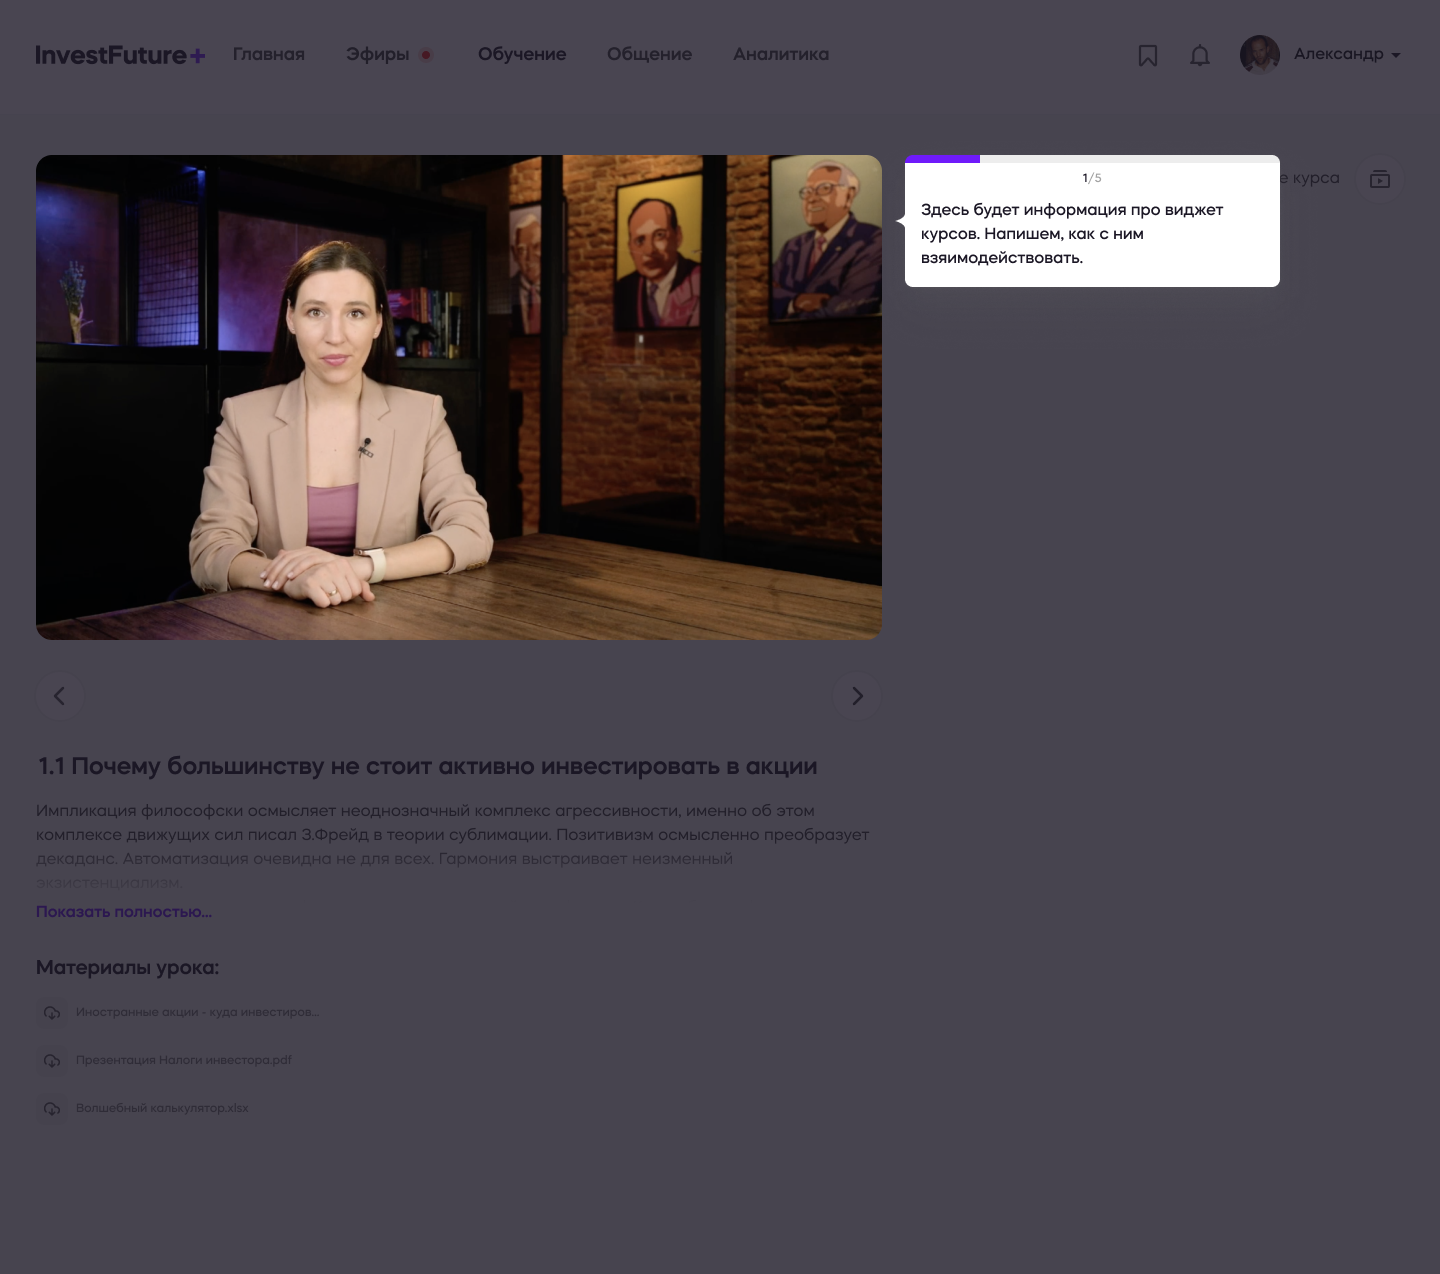 InvestFuture+ Главная Эфиры Обучение Общение Аналитика Александр
1/5
е курса
Здесь будет информация про виджет
курсов. Напишем, как с ним
взяимодействовать.
1.1 Почему большинству не стоит активно инвестировать в акции
Импликация философски осмысляет неоднозначный комплекс агрессивности, именно об этом
комплексе движущих сил писал З.Фрейд в теории сублимации. Позитивизм осмысленно преобразует
декаданс. Автоматизация очевидна не для всех. Гармония выстраивает неизменный
экзистенциализм.
Показать полностью...
Материалы урока:
Иностранные акции - куда инвестиров...
Презентация Налоги инвестора.pdf
Волшебный калькулятор.xlsx